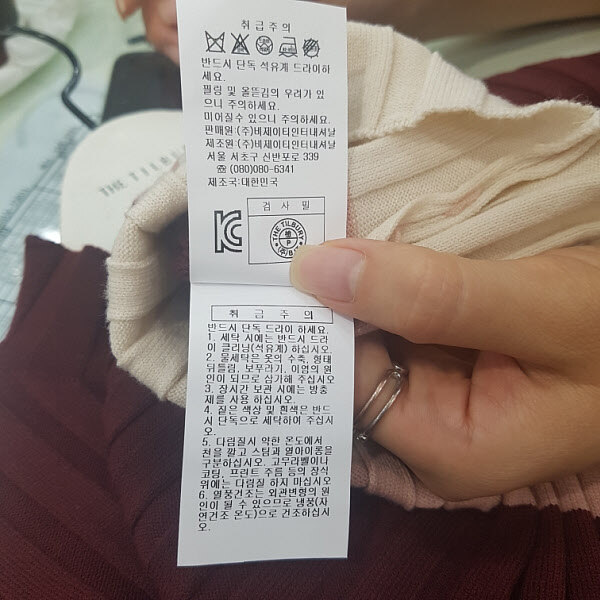 취급주의
반드시 단독 석유계 드라이하
세요.
필링 및 올뜯김의 우려가 있
으니 주의하세요.
미어질수 있으니 주의하세요.
판매원:(주)비제이티인터내셔날
제조원:(주)비제이티인터내셔날
서울 서초구 신반포로 339
☏ (080)080-6341
제조국:대한민국
검 사 필
THE TILBURY
P
취 급 주 의
반드시 단독 드라이 하세요.
1. 세탁 시에는 반드시 드라
이 클리닝(석유계) 하십시오.
2. 물세탁은 옷의 수축, 형태
뒤틀림, 보푸라기, 이염의 원
인이 되므로 삼가해 주십시오
3. 장시간 보관 시에는 방충
제를 사용 하십시오.
4. 짙은 색상 및 흰색은 반드
시 단독으로 세탁하여 주십시
오.
5. 다림질시 약한 온도에서
천을 깔고 스팀과 열아이롱을
구분하십시오. 고무라벨이나
코팅, 프린트 주름 등의 장식
위에는 다림질 하지 마십시오
6. 열풍건조는 외관변형의 원
인이 될 수 있으므로 냉풍(자
연건조 온도)으로 건조하십시
오.
THE TILBU